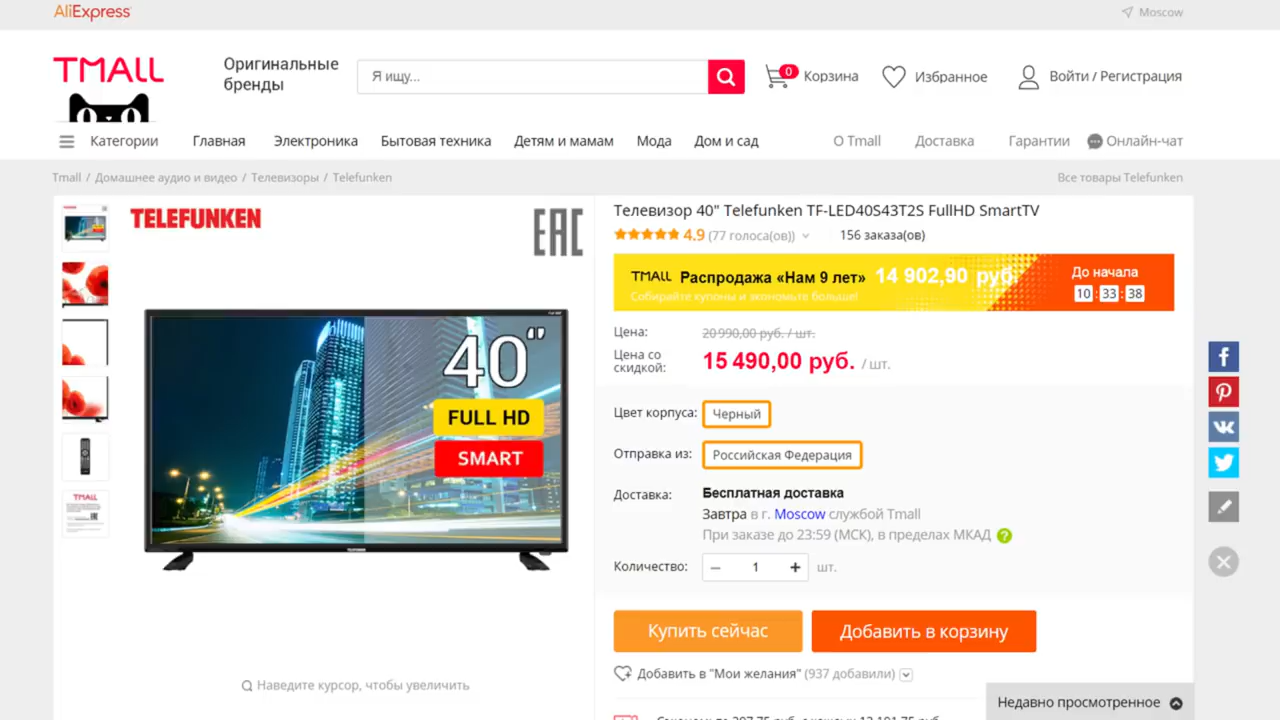 AliExpress
Moscow
TMALL
Оригинальные
бренды
Я ищу...
0
Корзина
Избранное
Войти / Регистрация
Категории
Главная
Электроника
Бытовая техника
Детям и мамам
Мода
Дом и сад
О Tmall
Доставка
Гарантии
Онлайн-чат
Tmall / Домашнее аудио и видео / Телевизоры / Telefunken
Все товары Telefunken
TELEFUNKEN
EAC
40"
FULL HD
SMART
TELEFUNKEN
TMALL
Наведите курсор, чтобы увеличить
Телевизор 40" Telefunken TF-LED40S43T2S FullHD SmartTV
4.9 (77 голоса(ов))
156 заказа(ов)
TMALL Распродажа «Нам 9 лет» 14 902,90 руб.
Собирайте купоны и экономьте больше!
До начала
10 : 33 : 38
Цена:
20 990,00 руб. / шт.
Цена со
скидкой:
15 490,00 руб. / шт.
Цвет корпуса:
Черный
Отправка из:
Российская Федерация
Доставка:
Бесплатная доставка
Завтра в г. Moscow службой Tmall
При заказе до 23:59 (МСК), в пределах МКАД ?
Количество:
− 1 + шт.
Купить сейчас
Добавить в корзину
Добавить в "Мои желания" (937 добавили)
Недавно просмотренное